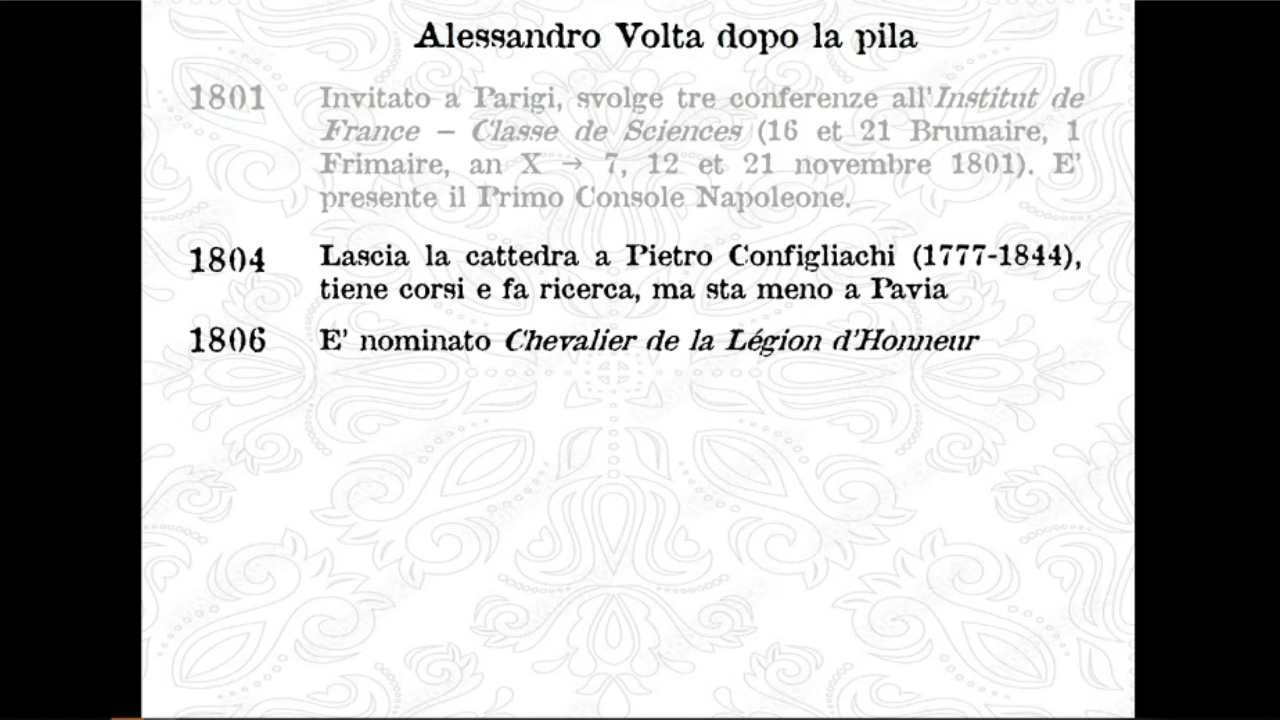 Alessandro Volta dopo la pila
1801 Invitato a Parigi, svolge tre conferenze all'Institut de
France – Classe de Sciences (16 et 21 Brumaire, 1
Frimaire, an X → 7, 12 et 21 novembre 1801). E'
presente il Primo Console Napoleone.
1804 Lascia la cattedra a Pietro Configliachi (1777-1844),
tiene corsi e fa ricerca, ma sta meno a Pavia
1806 E' nominato Chevalier de la Légion d'Honneur